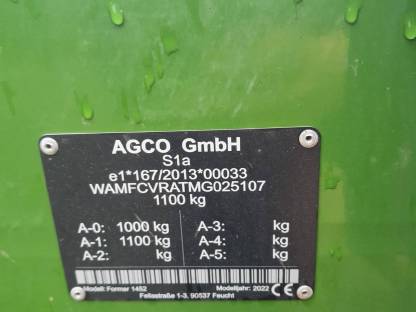 AGCO GmbH
S1a
e1*167/2013*00033
WAMFCVRATMG025107
1100 kg
A-0: 1000 kg A-3: kg
A-1: 1100 kg A-4: kg
A-2: kg A-5: kg
Modell: Former 1452 Modelljahr: 2022 CE
Fellastraße 1-3, 90537 Feucht